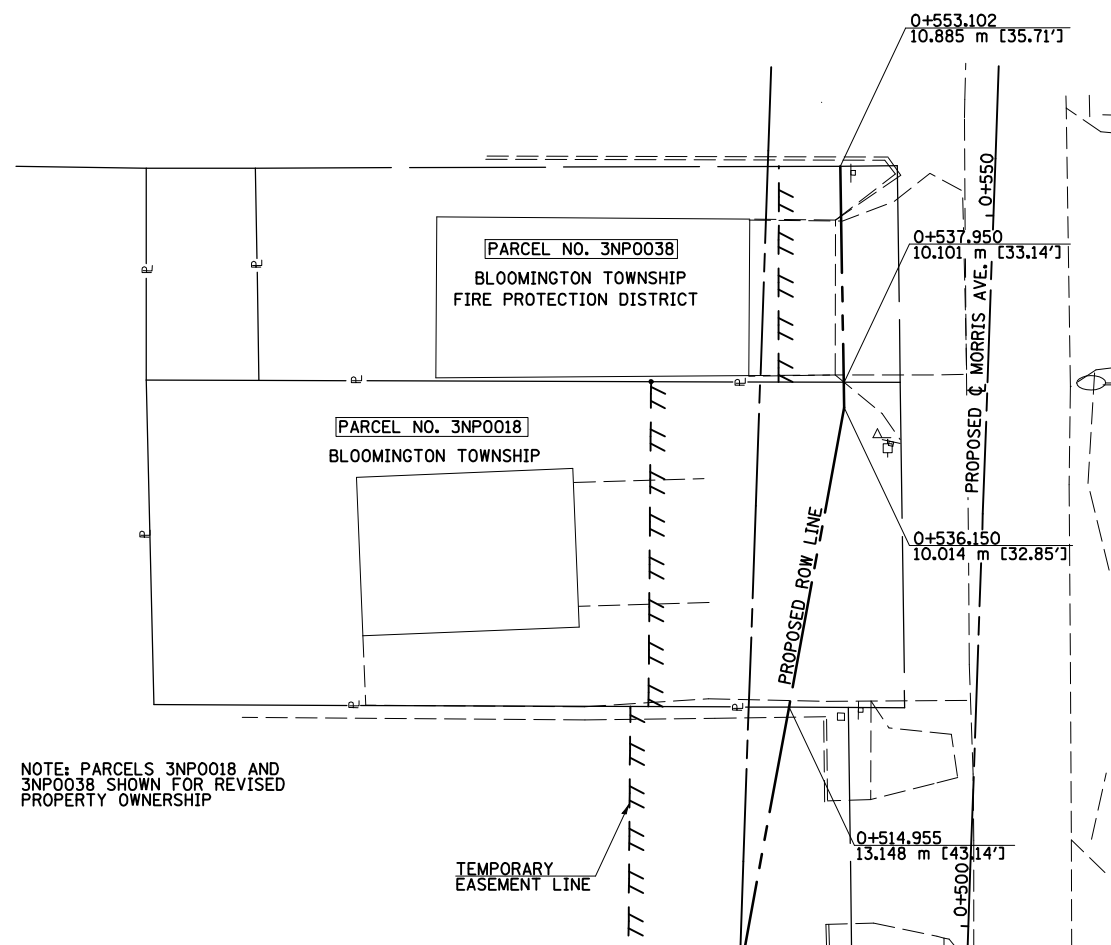 0+553.102
10.885 m [35.71']
0+550
PARCEL NO. 3NP0038
BLOOMINGTON TOWNSHIP
FIRE PROTECTION DISTRICT
0+537.950
10.101 m [33.14']
PROPOSED ℄ MORRIS AVE.
PARCEL NO. 3NP0018
BLOOMINGTON TOWNSHIP
PROPOSED ROW LINE
0+536.150
10.014 m [32.85']
NOTE: PARCELS 3NP0018 AND
3NP0038 SHOWN FOR REVISED
PROPERTY OWNERSHIP
0+514.955
13.148 m [43.14']
TEMPORARY
EASEMENT LINE
0+500